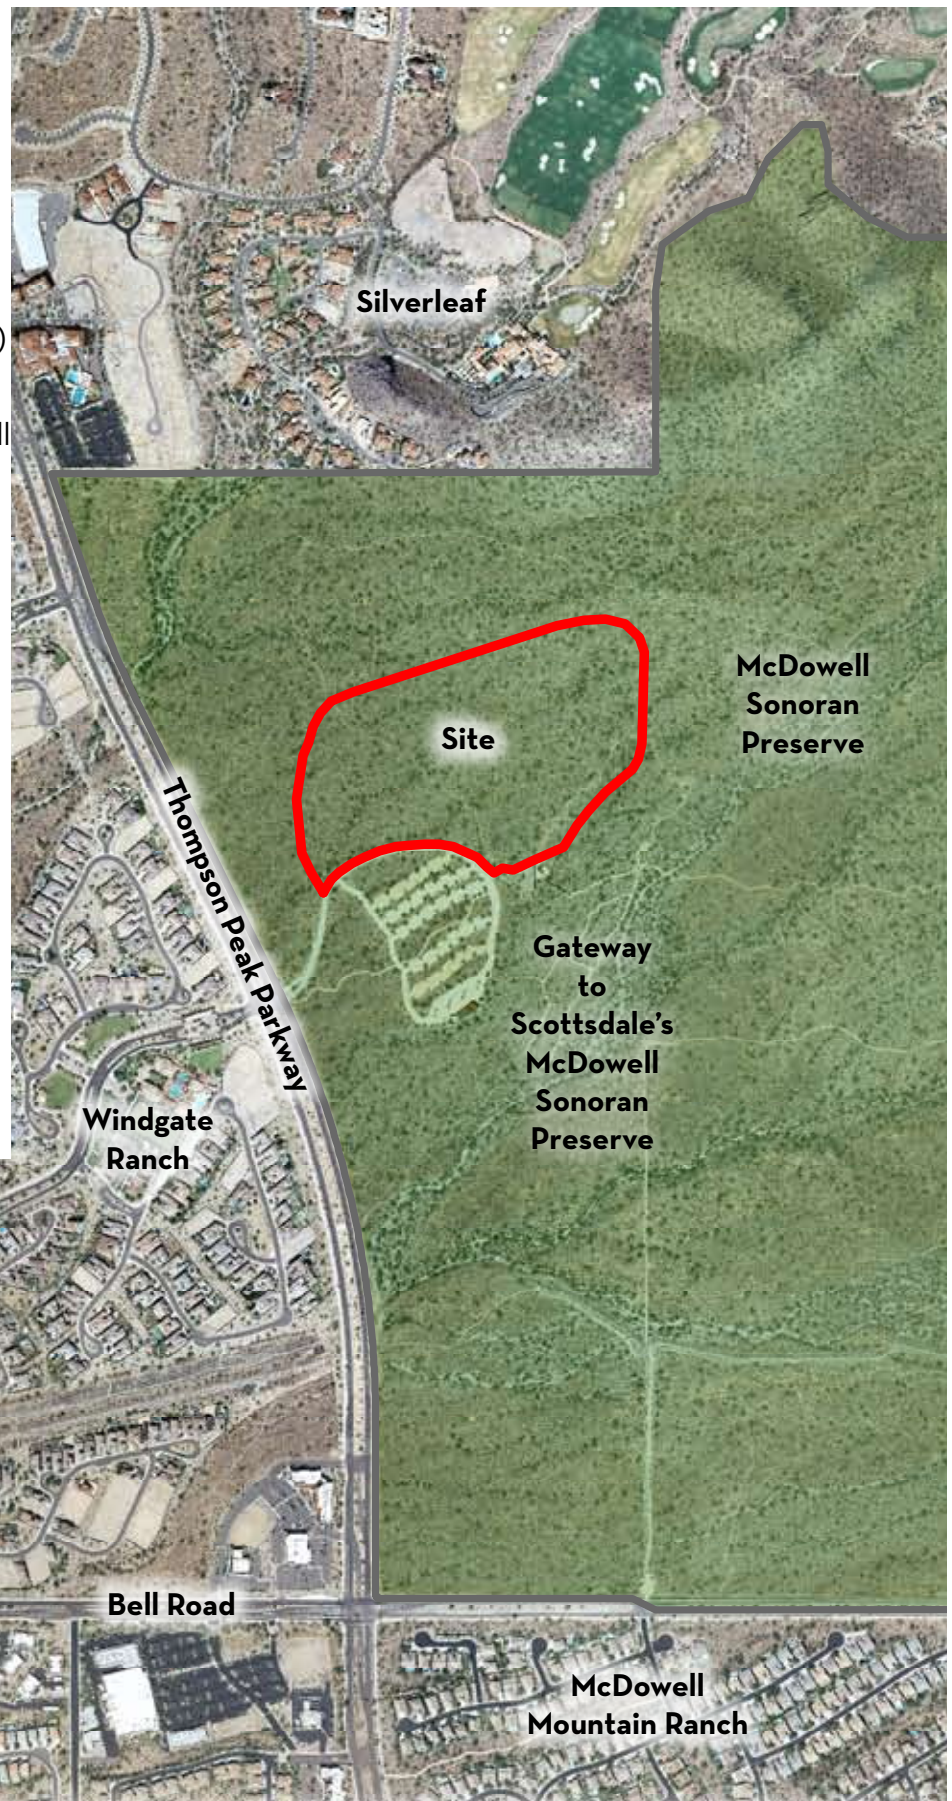 Silverleaf
)
ll
McDowell
Sonoran
Preserve
Site
Thompson Peak Parkway
Gateway
to
Scottsdale's
McDowell
Sonoran
Preserve
Windgate
Ranch
Bell Road
McDowell
Mountain Ranch